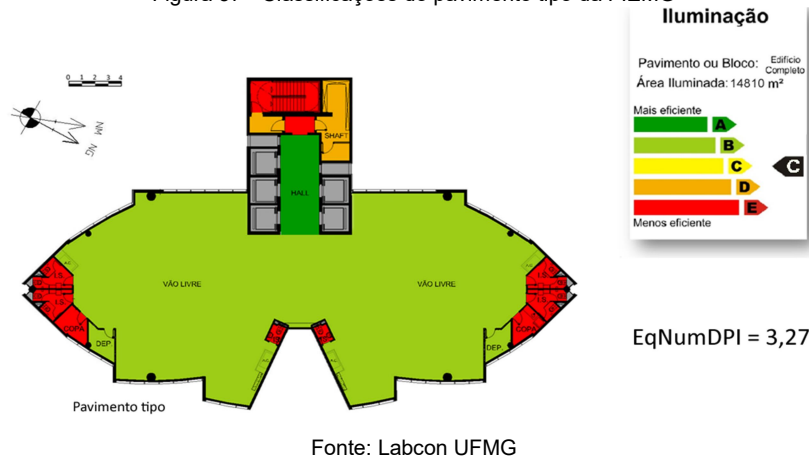 Iluminação
Pavimento ou Bloco: Edifício Completo
Área Iluminada: 14810 m²
Mais eficiente
A
B
C
C
D
E
Menos eficiente
0 1 2 3 4
NM
NG
SHAFT
HALL
VÃO LIVRE
VÃO LIVRE
I.S.
I.S.
I.S.
I.S.
COPA
COPA
DEP.
DEP.
EqNumDPI = 3,27
Pavimento tipo
Fonte: Labcon UFMG